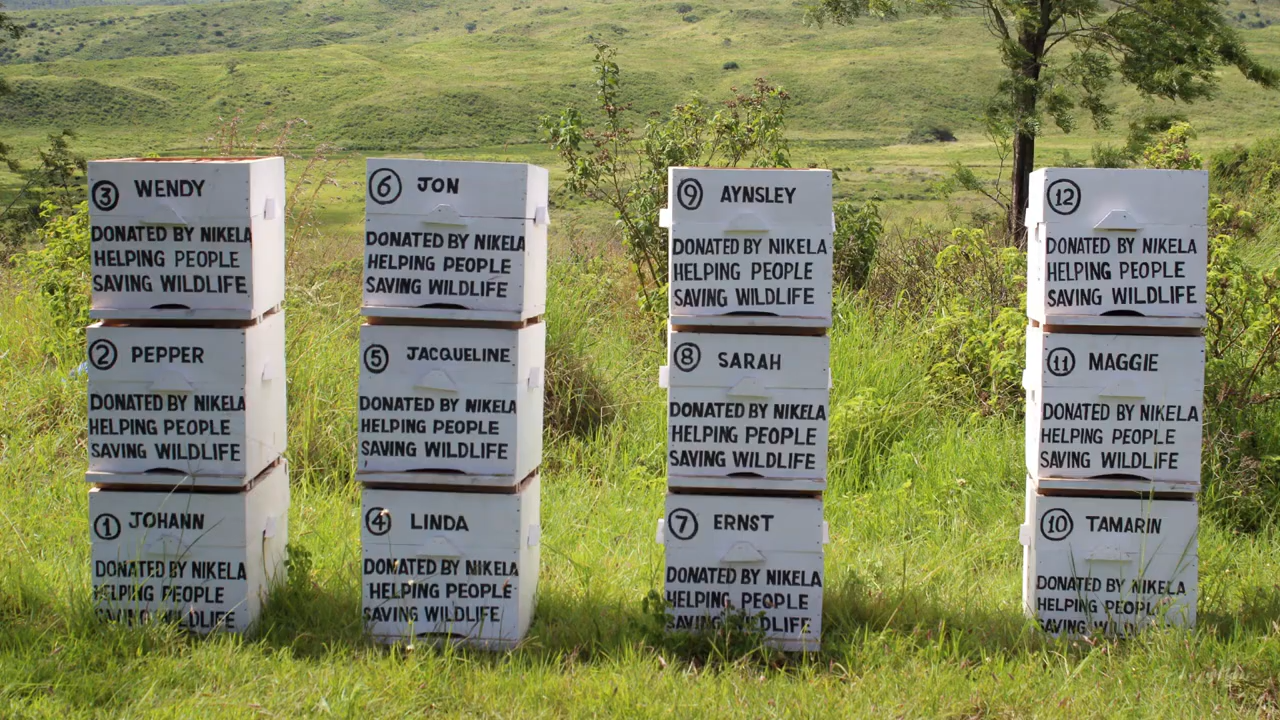 3 WENDY
DONATED BY NIKELA
HELPING PEOPLE
SAVING WILDLIFE
2 PEPPER
DONATED BY NIKELA
HELPING PEOPLE
SAVING WILDLIFE
1 JOHANN
DONATED BY NIKELA
HELPING PEOPLE
SAVING WILDLIFE
6 JON
DONATED BY NIKELA
HELPING PEOPLE
SAVING WILDLIFE
5 JACQUELINE
DONATED BY NIKELA
HELPING PEOPLE
SAVING WILDLIFE
4 LINDA
DONATED BY NIKELA
HELPING PEOPLE
SAVING WILDLIFE
9 AYNSLEY
DONATED BY NIKELA
HELPING PEOPLE
SAVING WILDLIFE
8 SARAH
DONATED BY NIKELA
HELPING PEOPLE
SAVING WILDLIFE
7 ERNST
DONATED BY NIKELA
HELPING PEOPLE
SAVING WILDLIFE
12
DONATED BY NIKELA
HELPING PEOPLE
SAVING WILDLIFE
11 MAGGIE
DONATED BY NIKELA
HELPING PEOPLE
SAVING WILDLIFE
10 TAMARIN
DONATED BY NIKELA
HELPING PEOPLE
SAVING WILDLIFE